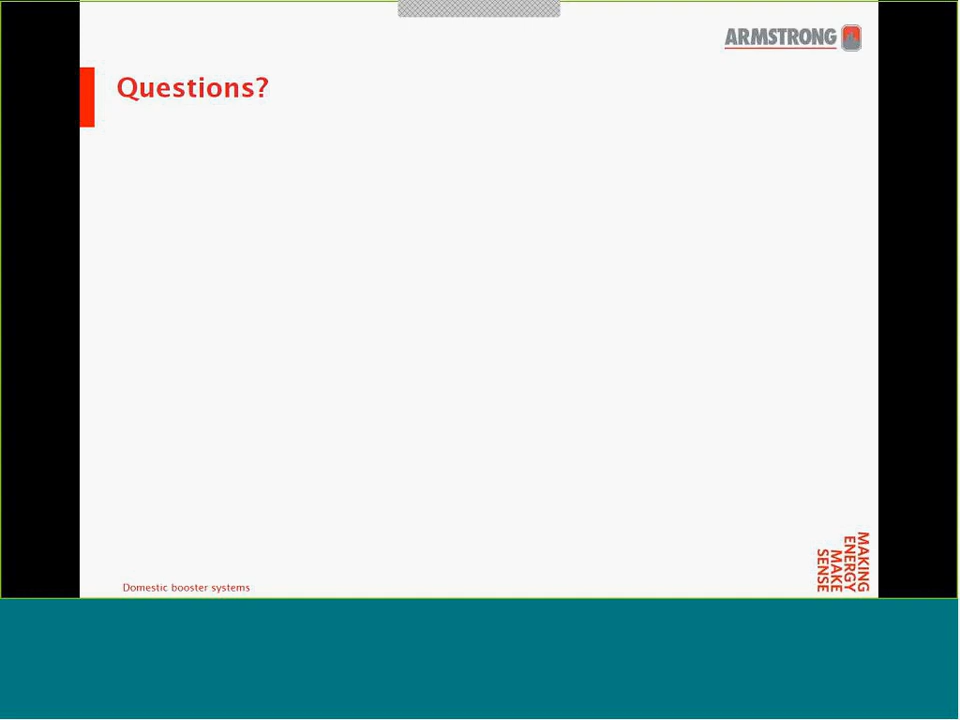 ARMSTRONG
Questions?
MAKING
ENERGY
MAKE
SENSE
Domestic booster systems